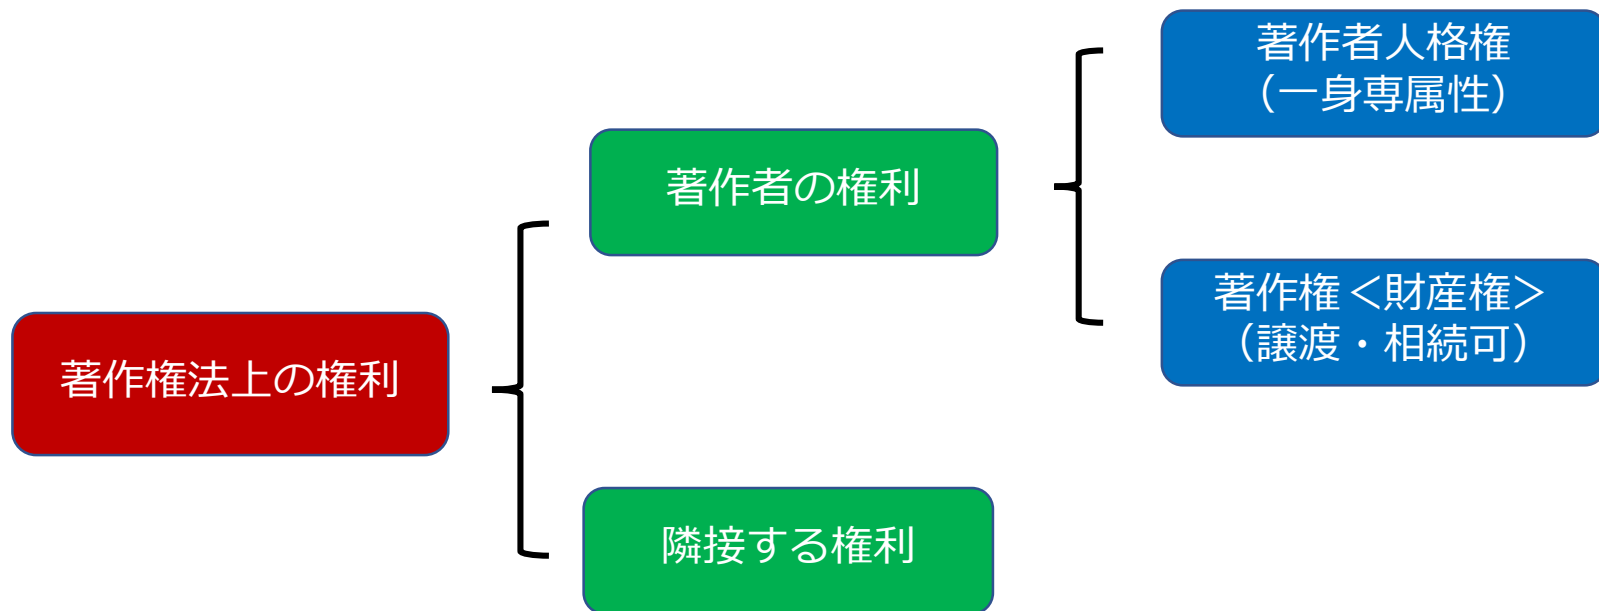 著作者人格権
（一身専属性）
著作者の権利
著作権＜財産権＞
（譲渡・相続可）
著作権法上の権利
隣接する権利